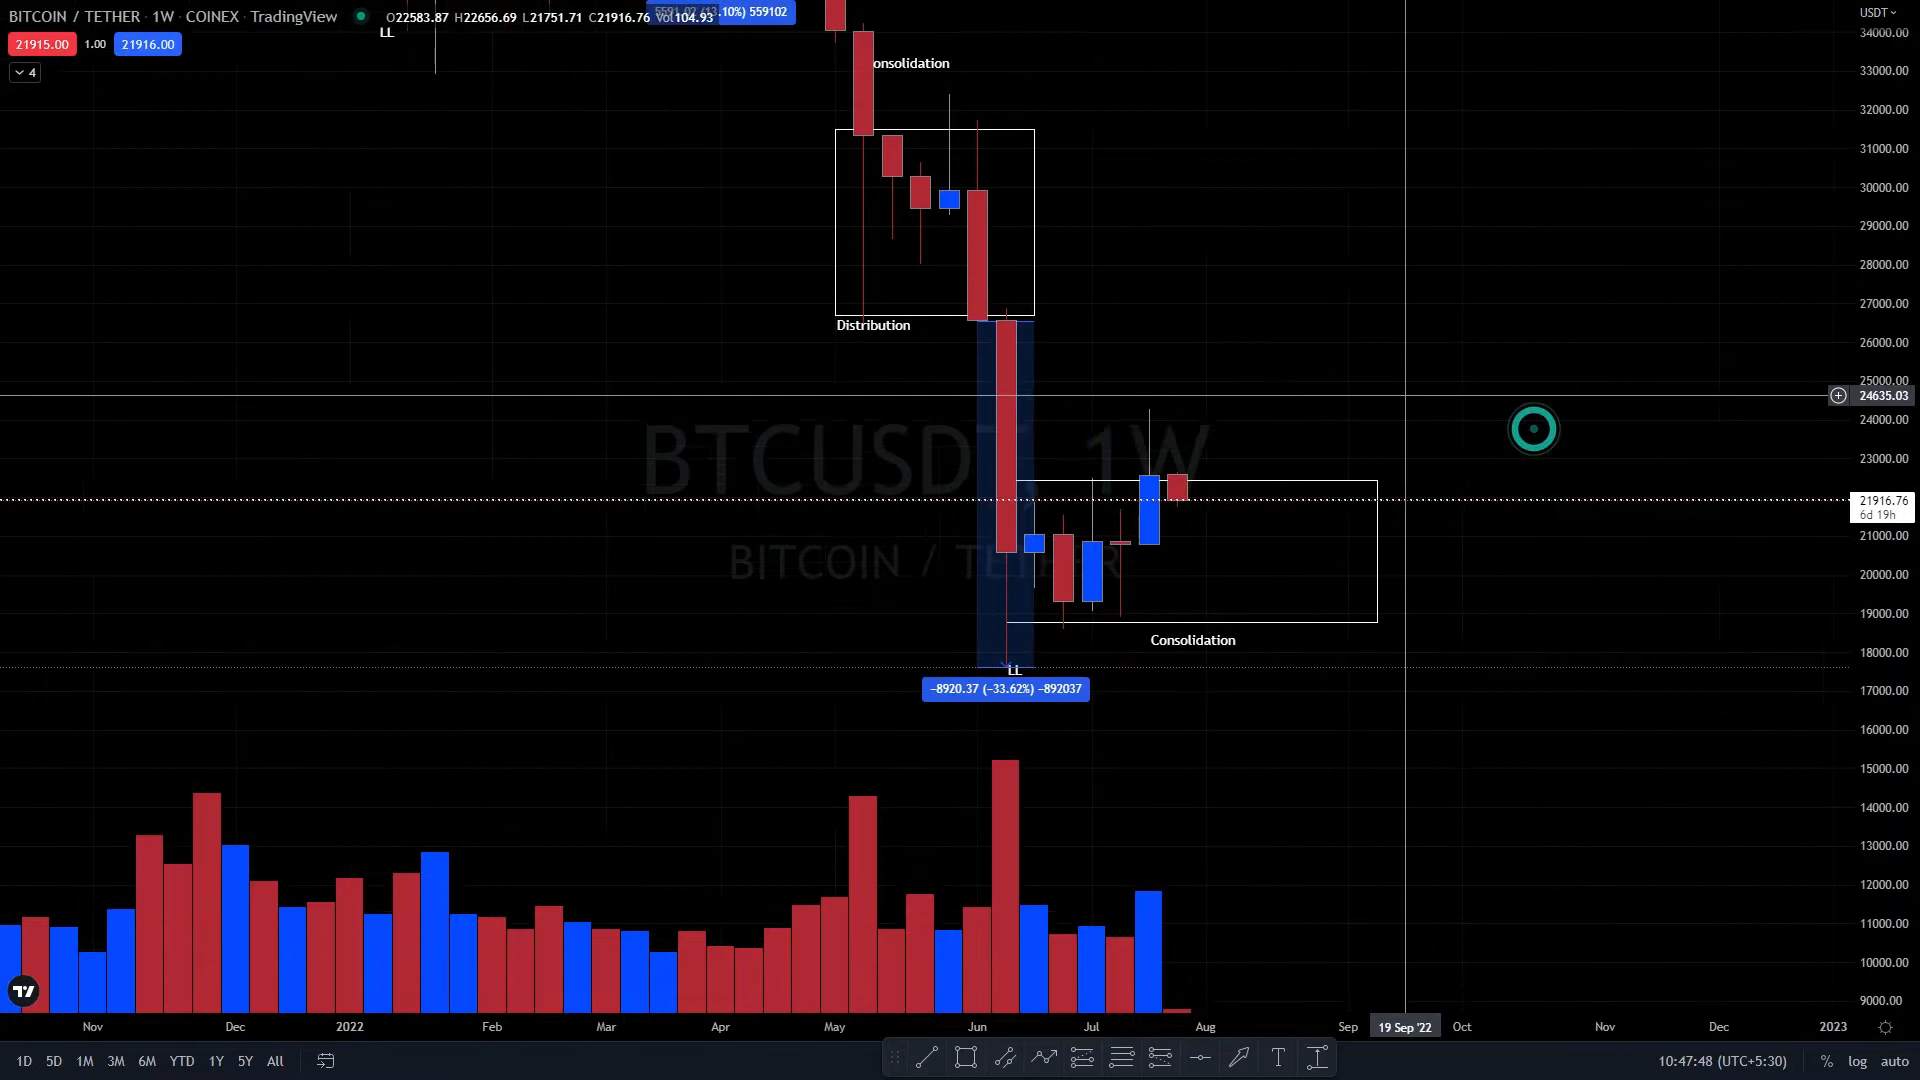 BITCOIN / TETHER · 1W · COINEX · TradingView
O22583.87 H22656.69 L21751.71 C21916.76 Vol104.93
5591.02 (13.10%) 559102
USDT
LL
21915.00 1.00 21916.00
4
34000.00
Consolidation
33000.00
32000.00
31000.00
30000.00
29000.00
28000.00
27000.00
Distribution
26000.00
25000.00
24635.03
24000.00
BTCUSDT, 1W
23000.00
21916.76
6d 19h
21000.00
BITCOIN / TETHER
20000.00
19000.00
Consolidation
18000.00
LL
−8920.37 (−33.62%) −892037
17000.00
16000.00
15000.00
14000.00
13000.00
12000.00
11000.00
10000.00
9000.00
Nov Dec 2022 Feb Mar Apr May Jun Jul Aug Sep 19 Sep '22 Oct Nov Dec 2023
1D 5D 1M 3M 6M YTD 1Y 5Y All
T
10:47:48 (UTC+5:30) % log auto